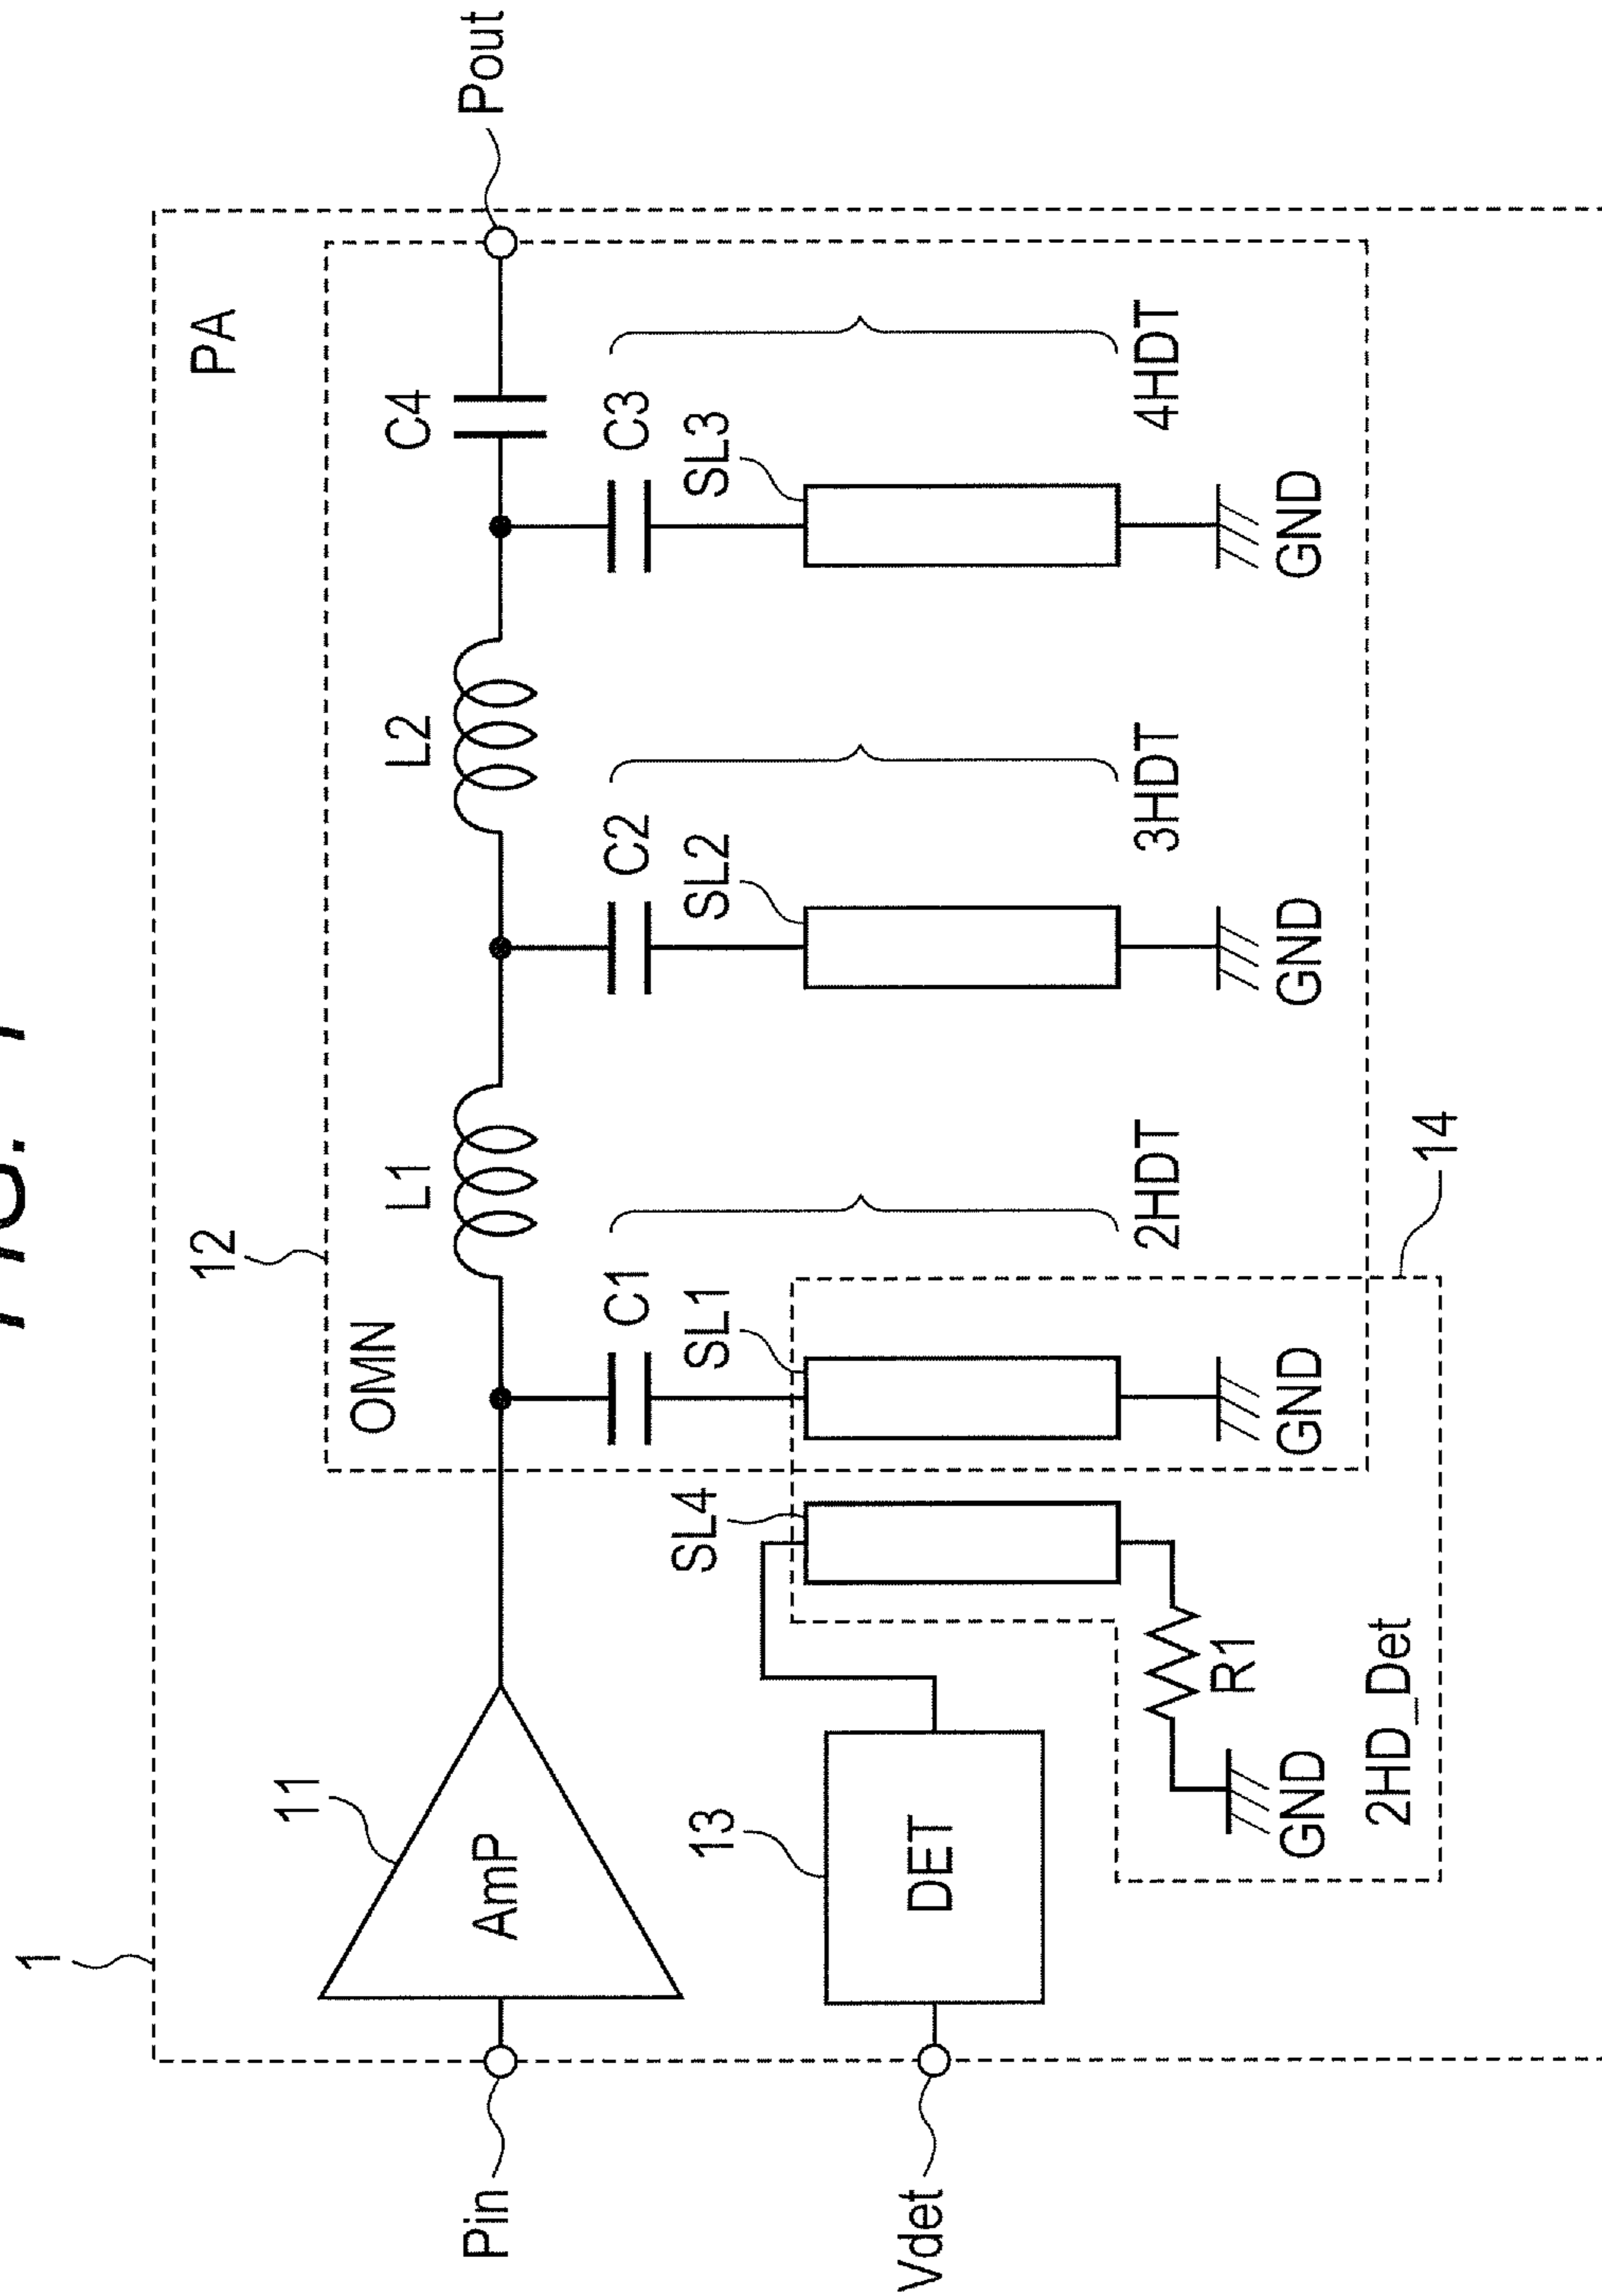 FIG. 1
1
PA
12
OMN
11
AmP
Pin
Pout
L1
L2
C4
C1
SL1
C2
SL2
C3
SL3
2HDT
3HDT
4HDT
GND
GND
GND
SL4
13
DET
Vdet
R1
GND
2HD_Det
14